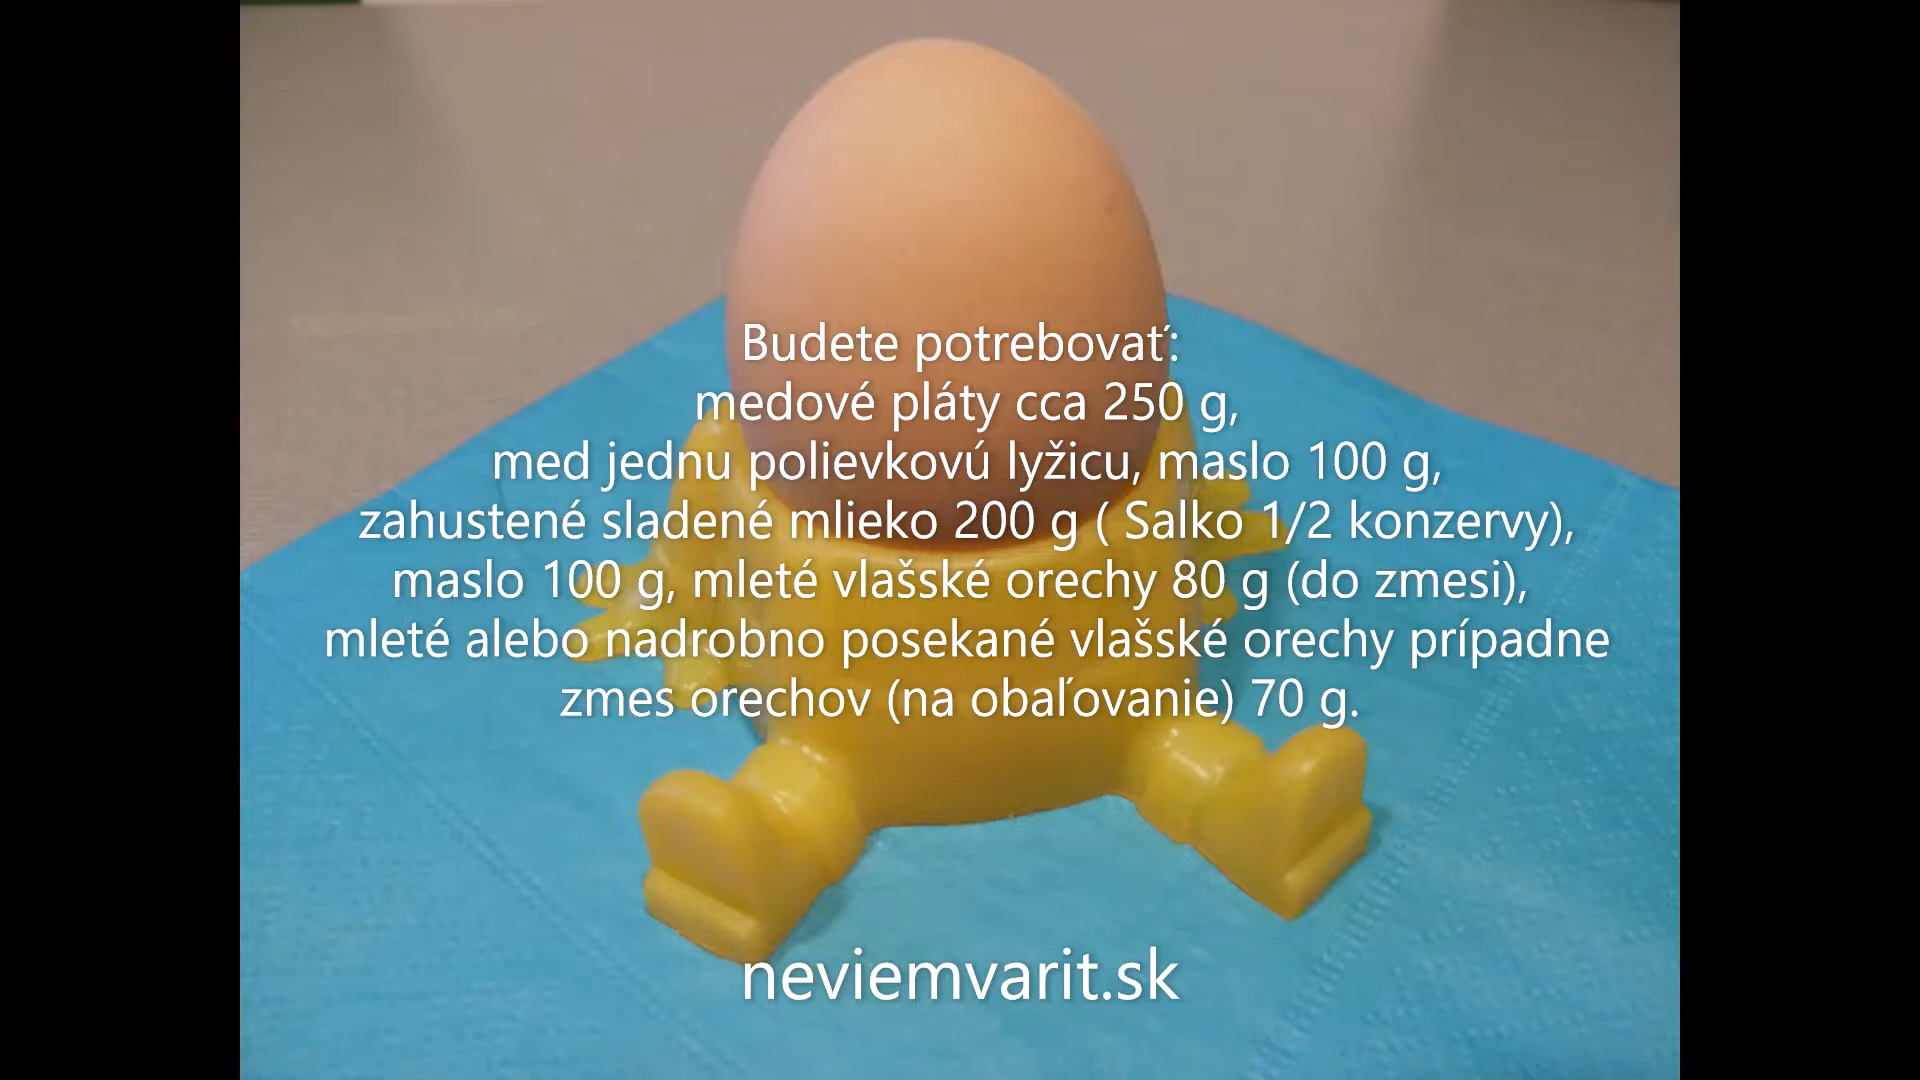 Budete potrebovať:
medové pláty cca 250 g,
med jednu polievkovú lyžicu, maslo 100 g,
zahustené sladené mlieko 200 g ( Salko 1/2 konzervy),
maslo 100 g, mleté vlašské orechy 80 g (do zmesi),
mleté alebo nadrobno posekané vlašské orechy prípadne
zmes orechov (na obaľovanie) 70 g.
neviemvarit.sk